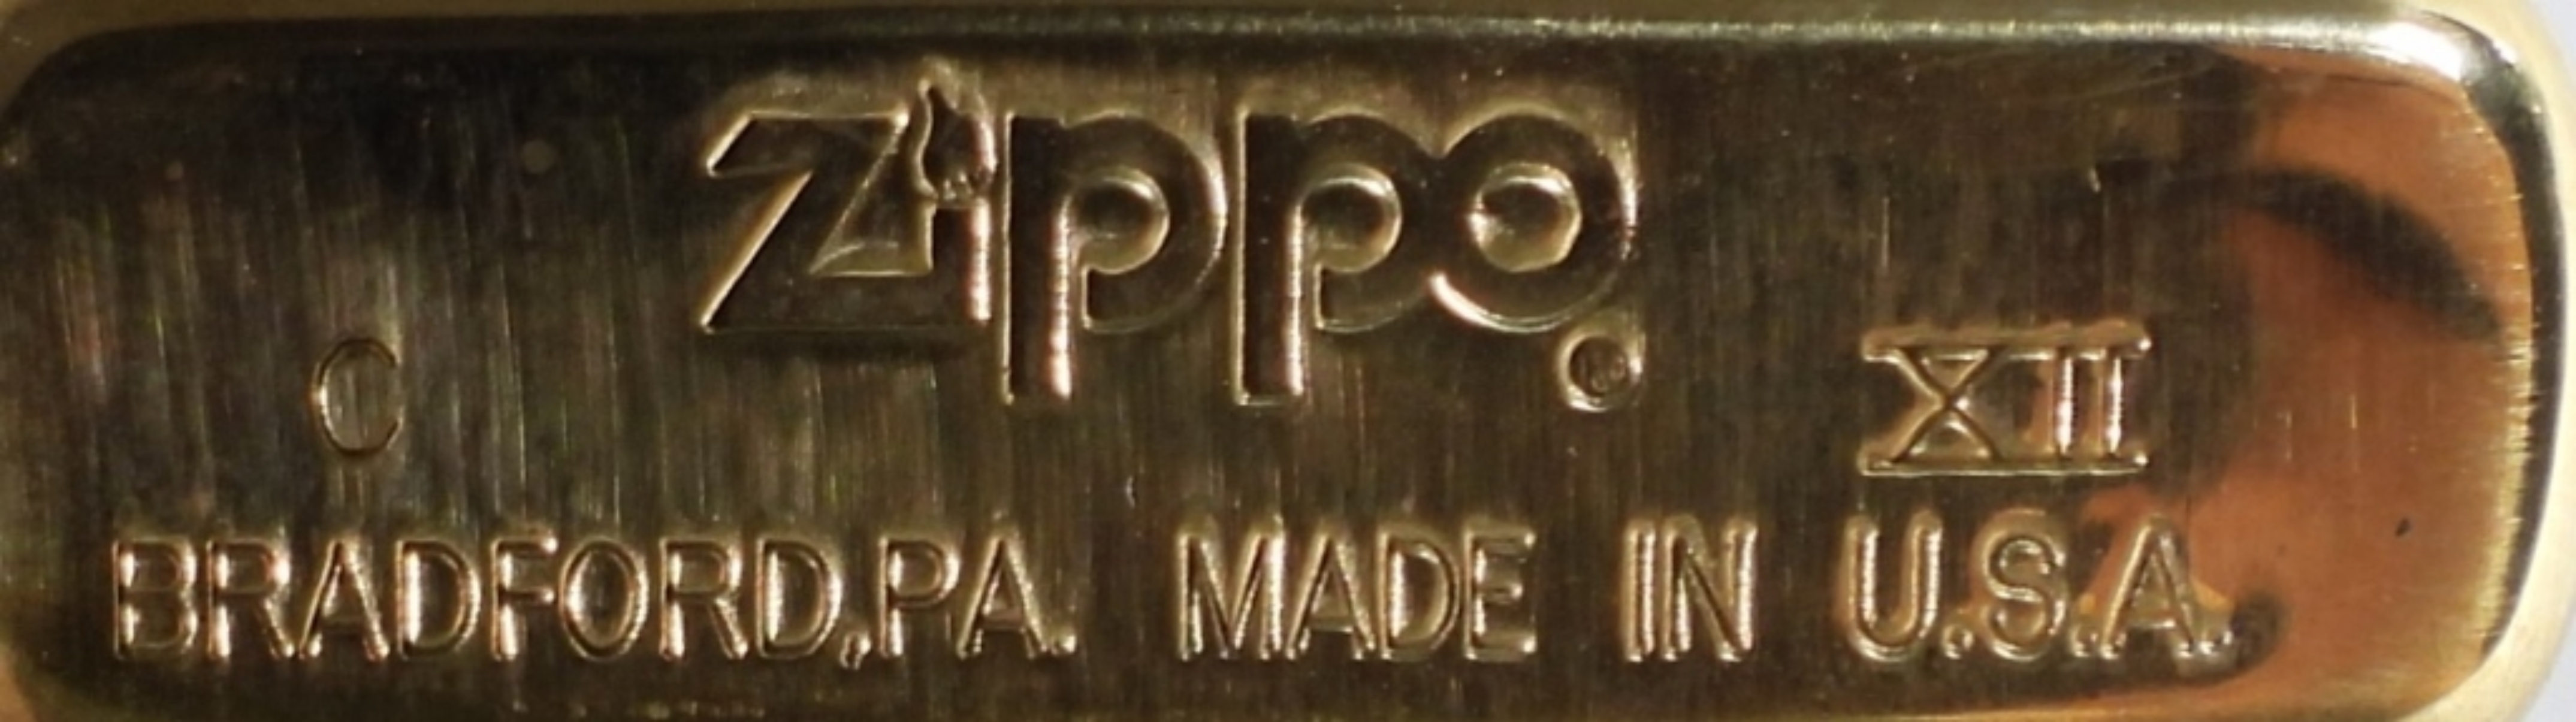 Zippo®
C XII
BRADFORD,PA. MADE IN U.S.A.